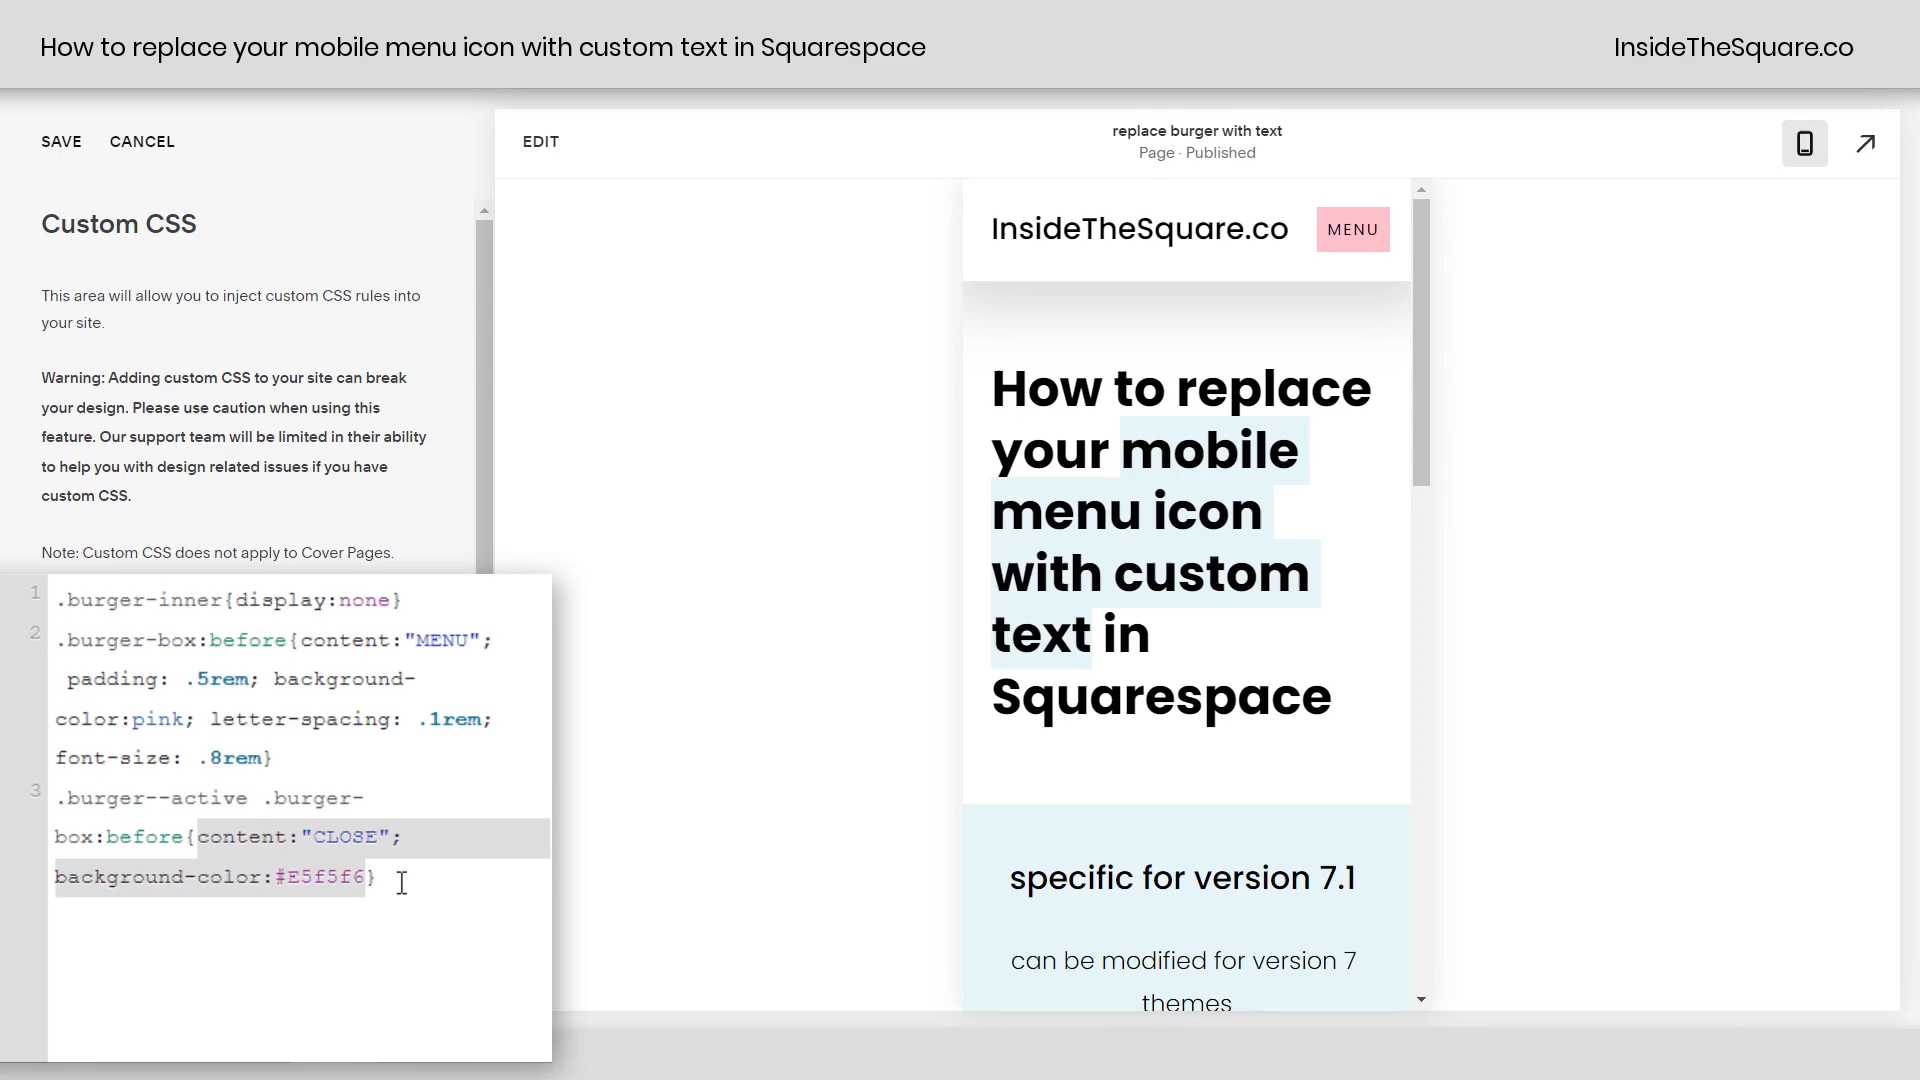 How to replace your mobile menu icon with custom text in Squarespace
InsideTheSquare.co
SAVE CANCEL
EDIT
replace burger with text
Page · Published
Custom CSS
This area will allow you to inject custom CSS rules into
your site.
Warning: Adding custom CSS to your site can break
your design. Please use caution when using this
feature. Our support team will be limited in their ability
to help you with design related issues if you have
custom CSS.
Note: Custom CSS does not apply to Cover Pages.
1 .burger-inner{display:none}
2 .burger-box:before{content:"MENU";
padding: .5rem; background-
color:pink; letter-spacing: .1rem;
font-size: .8rem}
3 .burger--active .burger-
box:before{content:"CLOSE";
background-color:#E5f5f6}
InsideTheSquare.co
MENU
How to replace
your mobile
menu icon
with custom
text in
Squarespace
specific for version 7.1
can be modified for version 7
themes